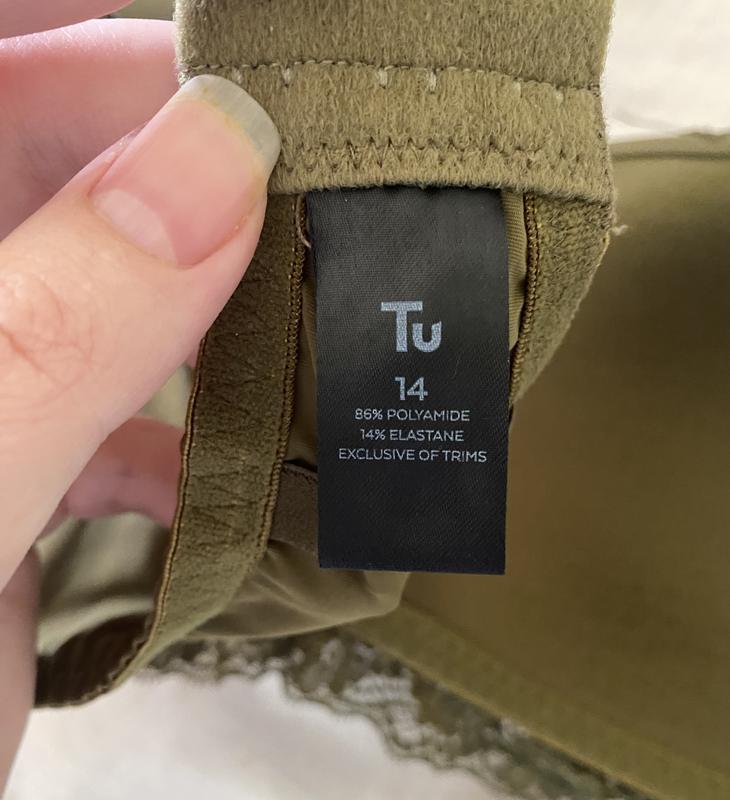 Tu
14
86% POLYAMIDE
14% ELASTANE
EXCLUSIVE OF TRIMS